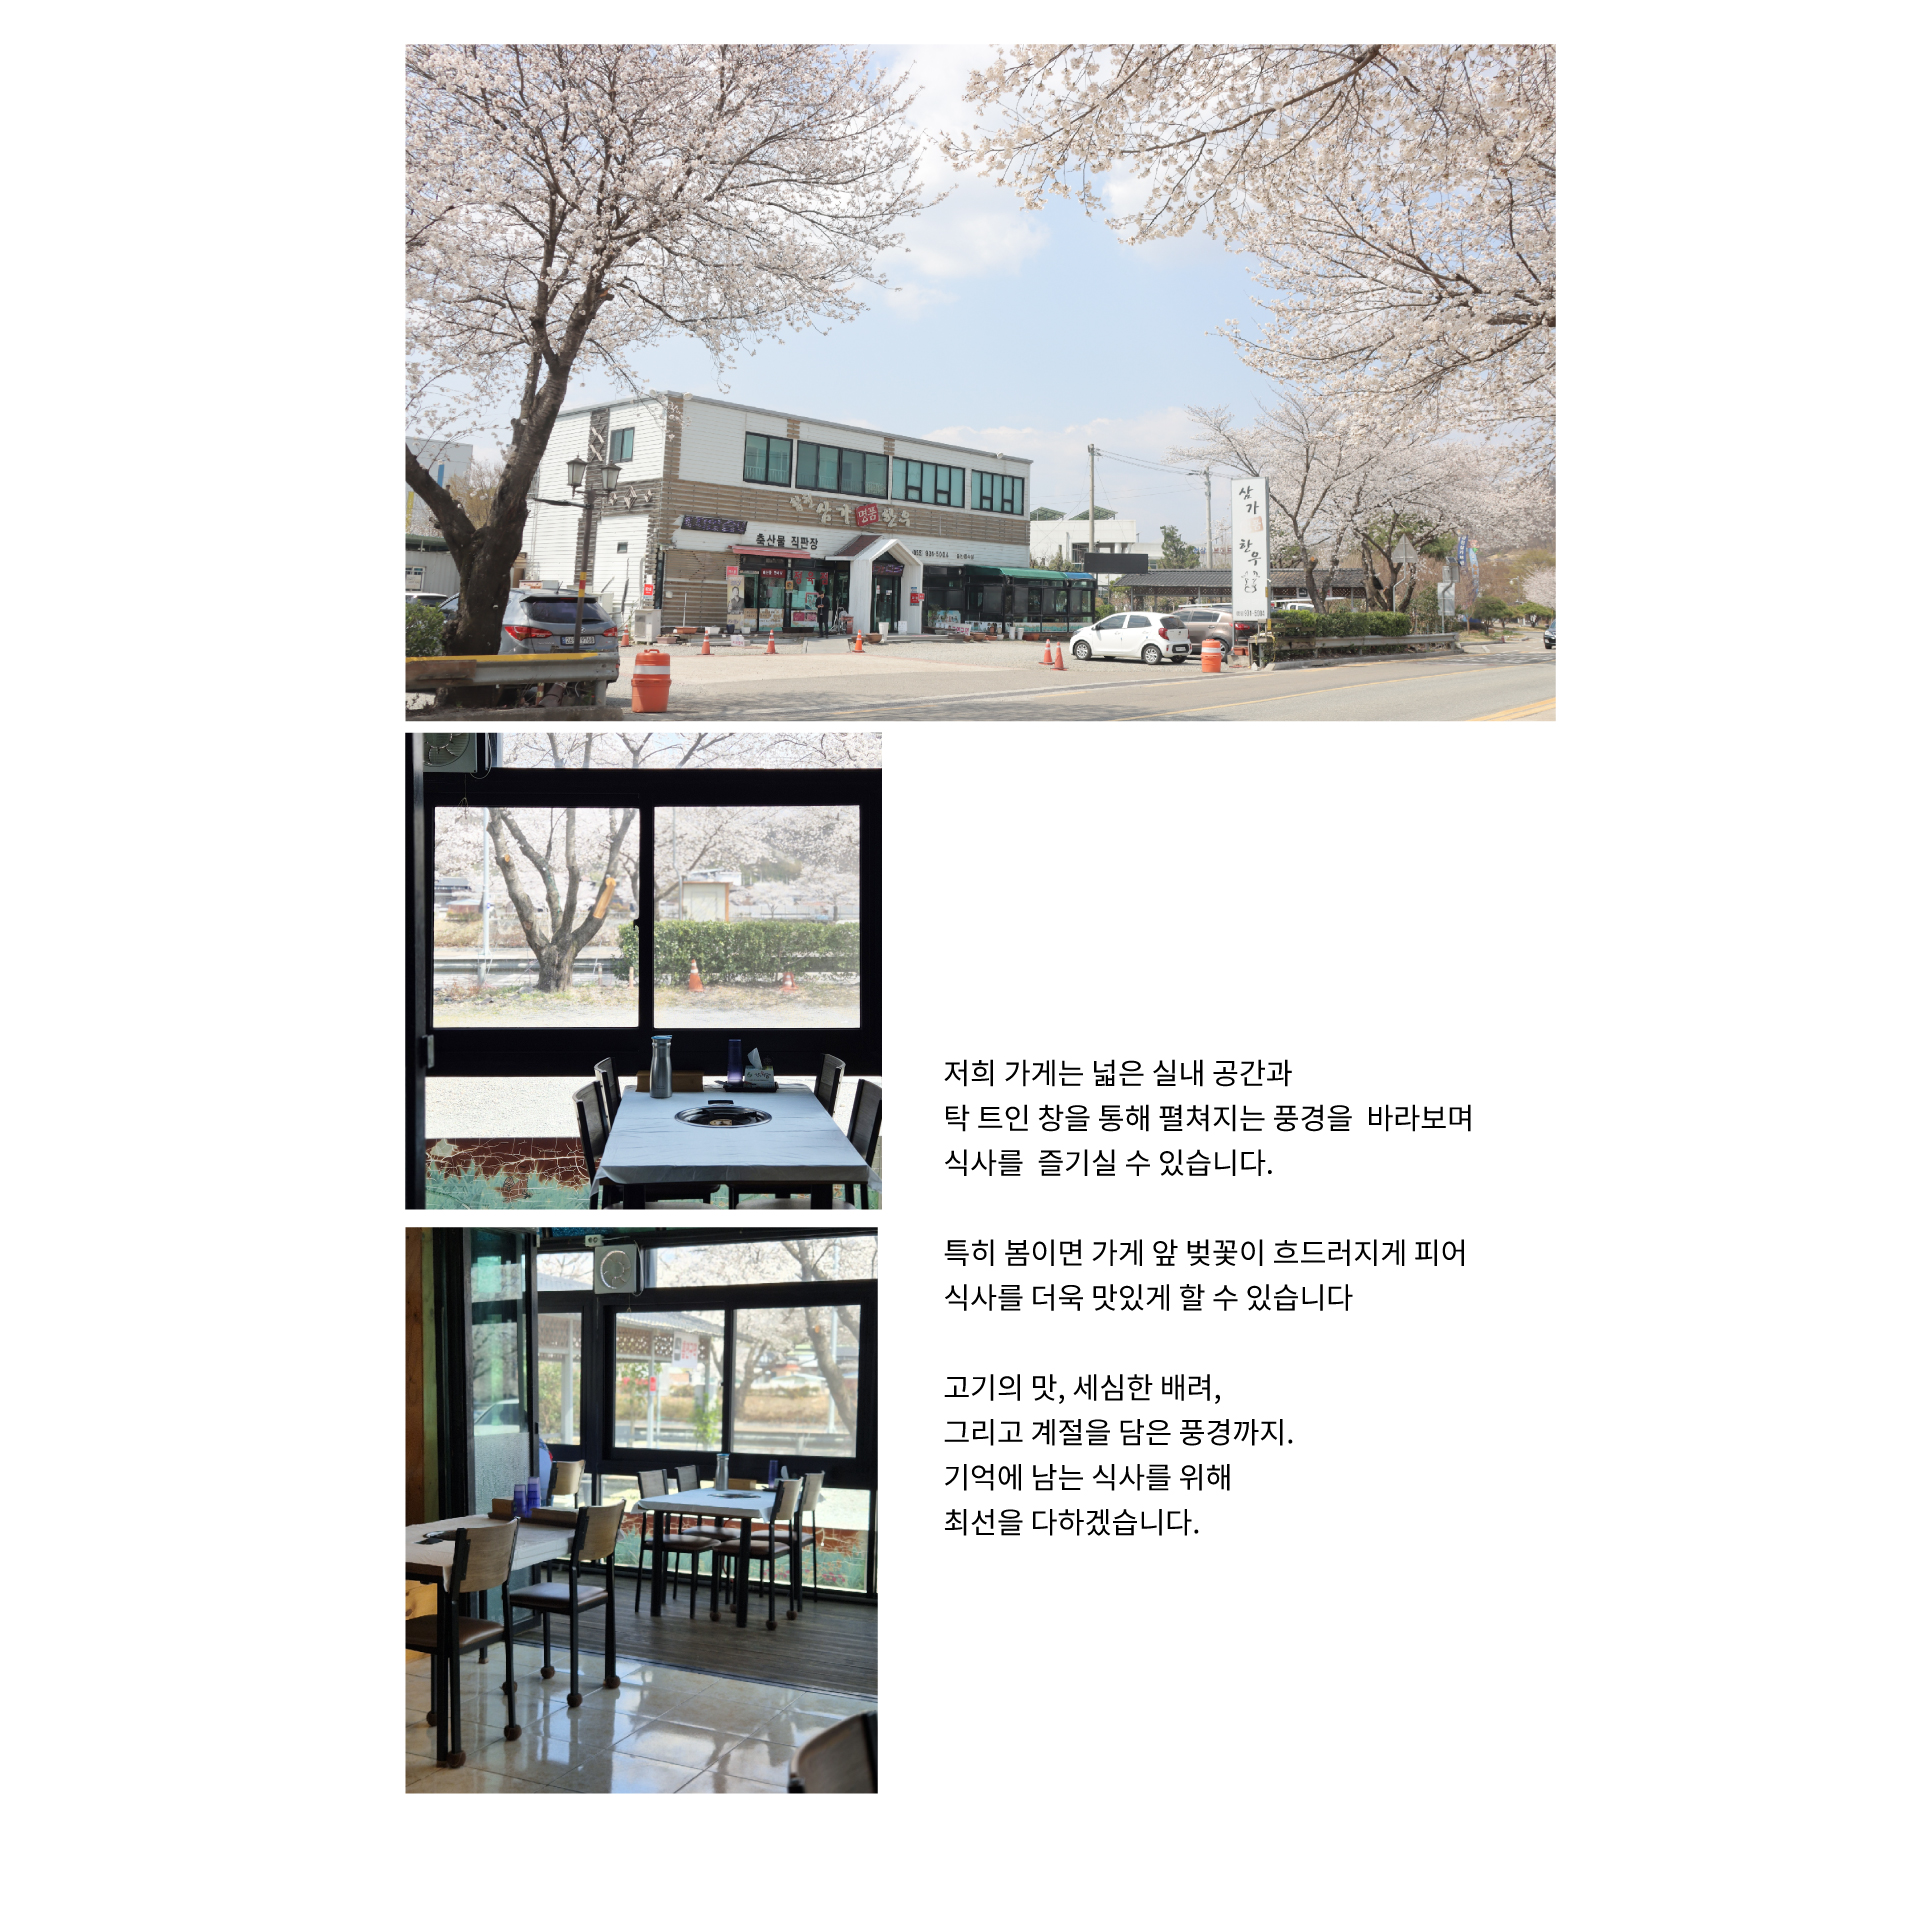 삼가 명품 한우
축산물 직판장
931-5004
삼가
한우
931-5004
저희 가게는 넓은 실내 공간과
탁 트인 창을 통해 펼쳐지는 풍경을 바라보며
식사를 즐기실 수 있습니다.
특히 봄이면 가게 앞 벚꽃이 흐드러지게 피어
식사를 더욱 맛있게 할 수 있습니다
고기의 맛, 세심한 배려,
그리고 계절을 담은 풍경까지.
기억에 남는 식사를 위해
최선을 다하겠습니다.